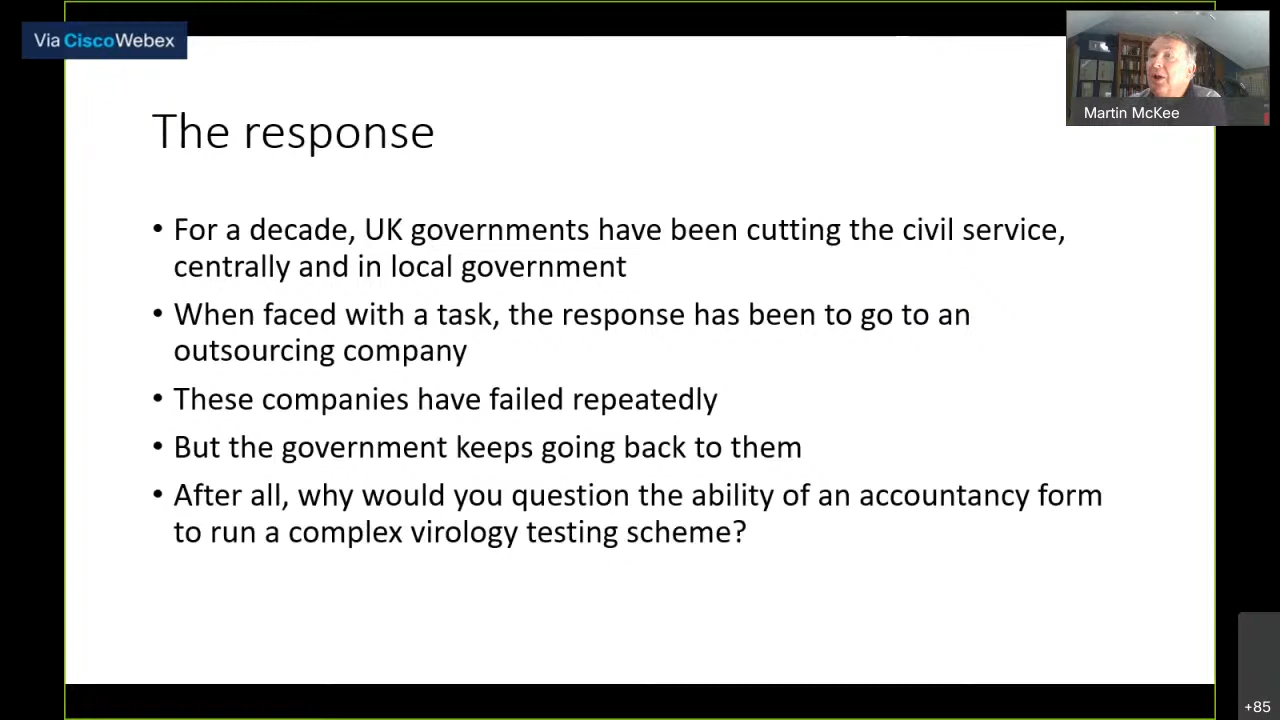 Via CiscoWebex
Martin McKee
The response
• For a decade, UK governments have been cutting the civil service,
centrally and in local government
• When faced with a task, the response has been to go to an
outsourcing company
• These companies have failed repeatedly
• But the government keeps going back to them
• After all, why would you question the ability of an accountancy form
to run a complex virology testing scheme?
+85